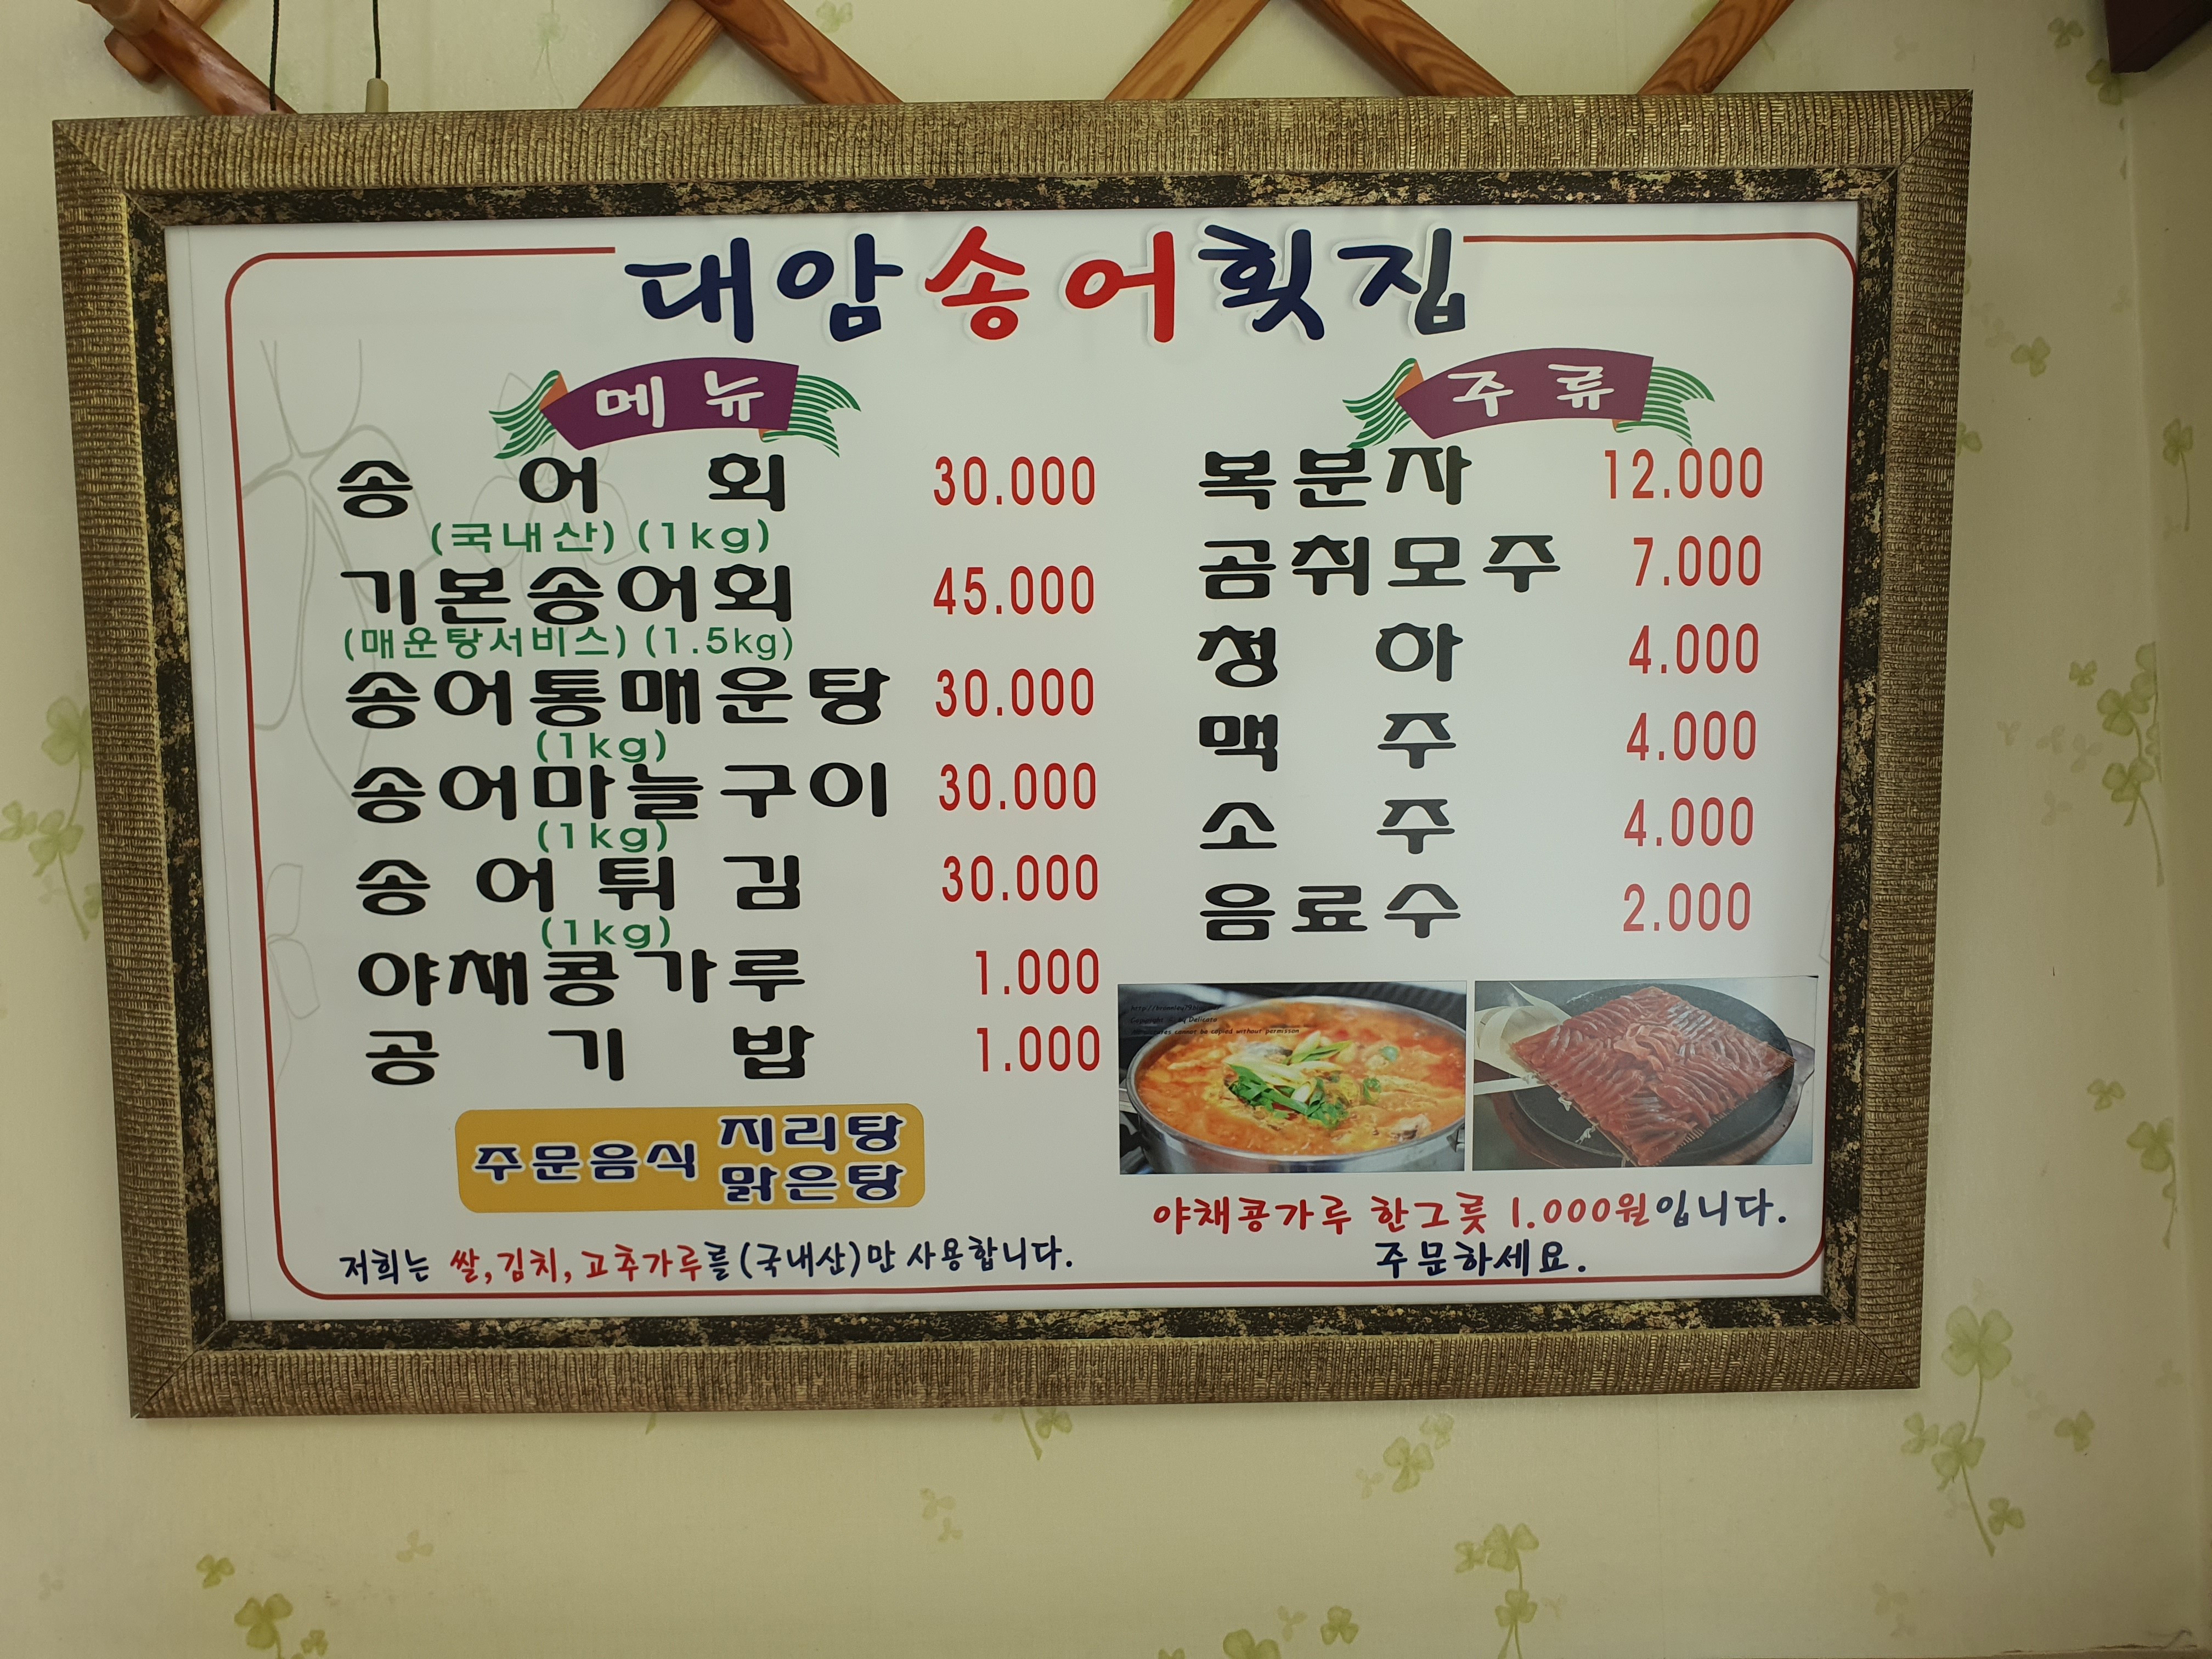 대암송어횟집
메뉴
송어회 30.000
(국내산) (1kg)
기본송어회 45.000
(매운탕서비스) (1.5kg)
송어통매운탕 30.000
(1kg)
송어마늘구이 30.000
(1kg)
송어튀김 30.000
(1kg)
야채콩가루 1.000
공기밥 1.000
주문음식 지리탕
맑은탕
저희는 쌀,김치,고추가루를(국내산)만 사용합니다.
주류
복분자 12.000
곰취모주 7.000
청하 4.000
맥주 4.000
소주 4.000
음료수 2.000
야채콩가루 한그릇 1.000원입니다.
주문하세요.